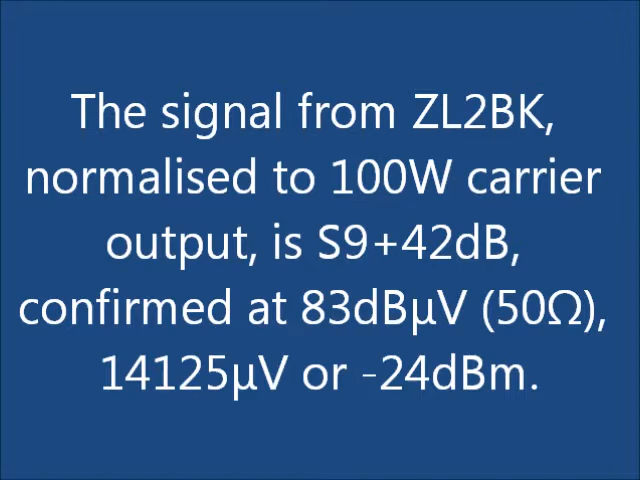 The signal from ZL2BK,
normalised to 100W carrier
output, is S9+42dB,
confirmed at 83dBµV (50Ω),
14125µV or -24dBm.